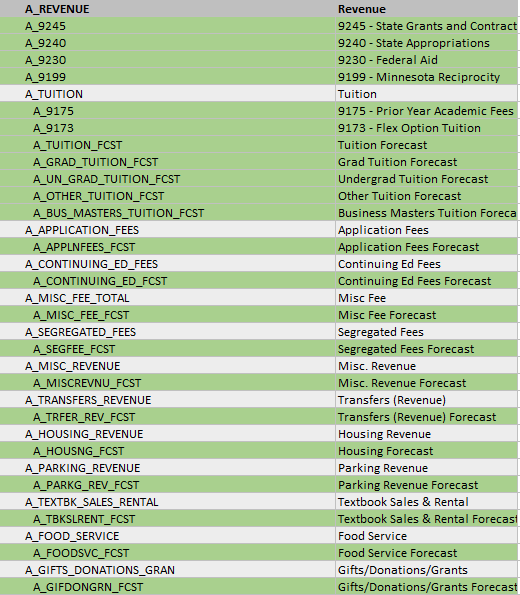 A_REVENUE Revenue
A_9245 9245 - State Grants and Contract
A_9240 9240 - State Appropriations
A_9230 9230 - Federal Aid
A_9199 9199 - Minnesota Reciprocity
A_TUITION Tuition
A_9175 9175 - Prior Year Academic Fees
A_9173 9173 - Flex Option Tuition
A_TUITION_FCST Tuition Forecast
A_GRAD_TUITION_FCST Grad Tuition Forecast
A_UN_GRAD_TUITION_FCST Undergrad Tuition Forecast
A_OTHER_TUITION_FCST Other Tuition Forecast
A_BUS_MASTERS_TUITION_FCST Business Masters Tuition Foreca
A_APPLICATION_FEES Application Fees
A_APPLNFEES_FCST Application Fees Forecast
A_CONTINUING_ED_FEES Continuing Ed Fees
A_CONTINUING_ED_FCST Continuing Ed Fees Forecast
A_MISC_FEE_TOTAL Misc Fee
A_MISC_FEE_FCST Misc Fee Forecast
A_SEGREGATED_FEES Segregated Fees
A_SEGFEE_FCST Segregated Fees Forecast
A_MISC_REVENUE Misc. Revenue
A_MISCREVNU_FCST Misc. Revenue Forecast
A_TRANSFERS_REVENUE Transfers (Revenue)
A_TRFER_REV_FCST Transfers (Revenue) Forecast
A_HOUSING_REVENUE Housing Revenue
A_HOUSNG_FCST Housing Forecast
A_PARKING_REVENUE Parking Revenue
A_PARKG_REV_FCST Parking Revenue Forecast
A_TEXTBK_SALES_RENTAL Textbook Sales & Rental
A_TBKSLRENT_FCST Textbook Sales & Rental Forecast
A_FOOD_SERVICE Food Service
A_FOODSVC_FCST Food Service Forecast
A_GIFTS_DONATIONS_GRAN Gifts/Donations/Grants
A_GIFDONGRN_FCST Gifts/Donations/Grants Forecast